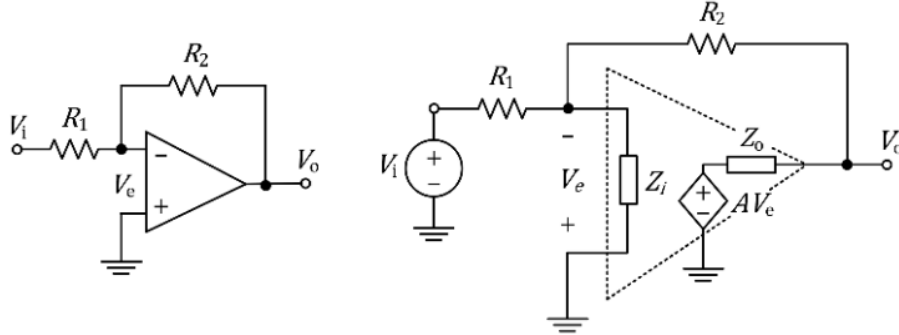 R₂
R₁
Vᵢ
−
Vₑ
+
Vₒ
R₂
R₁
Vᵢ
+
−
−
Vₑ
+
Zᵢ
Zₒ
+
−
AVₑ
Vₒ